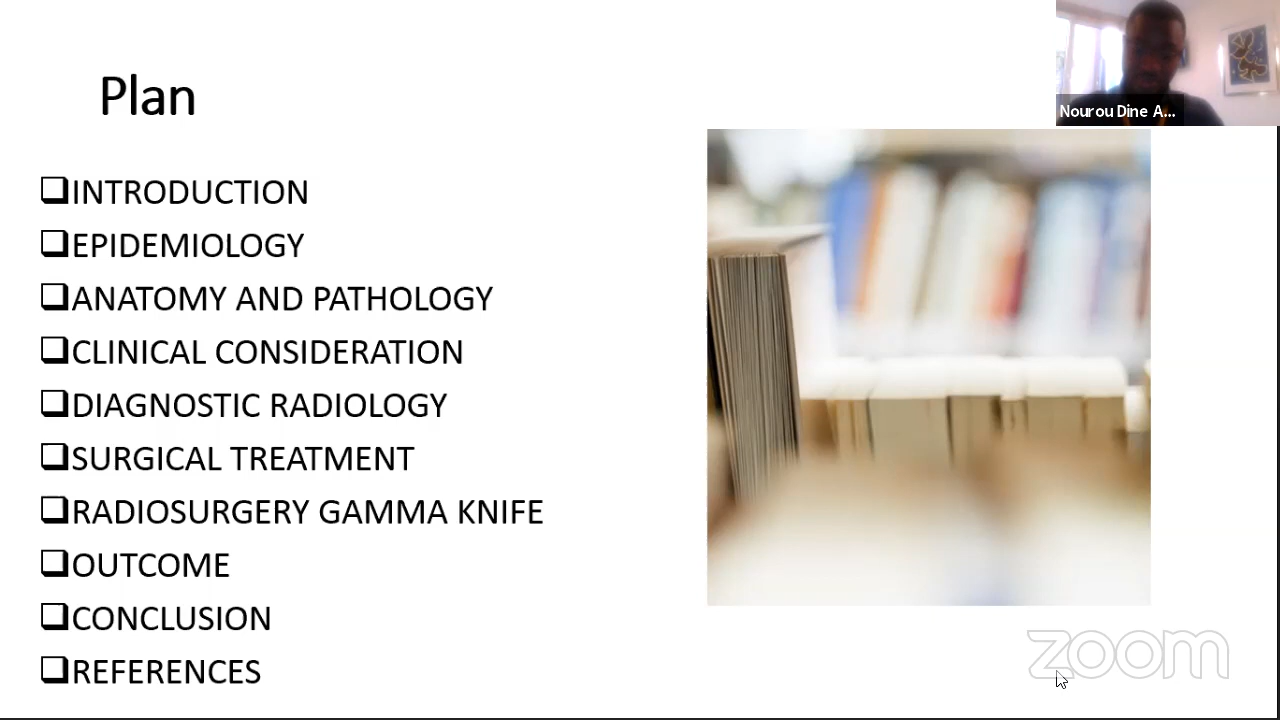 Plan
Nourou Dine A...
INTRODUCTION
EPIDEMIOLOGY
ANATOMY AND PATHOLOGY
CLINICAL CONSIDERATION
DIAGNOSTIC RADIOLOGY
SURGICAL TREATMENT
RADIOSURGERY GAMMA KNIFE
OUTCOME
CONCLUSION
REFERENCES
zoom